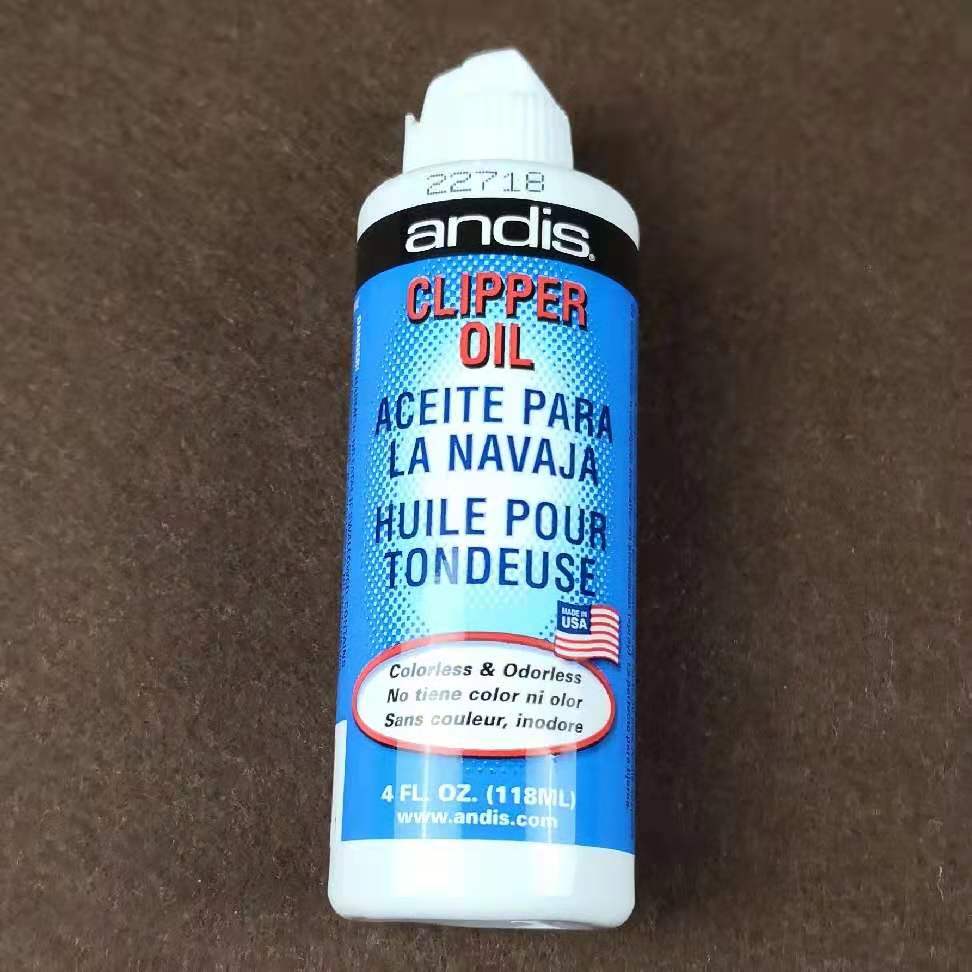 22718
andis®
CLIPPER
OIL
ACEITE PARA
LA NAVAJA
HUILE POUR
TONDEUSE
MADE IN
USA
Colorless & Odorless
No tiene color ni olor
Sans couleur, inodore
4 FL. OZ. (118ML)
www.andis.com